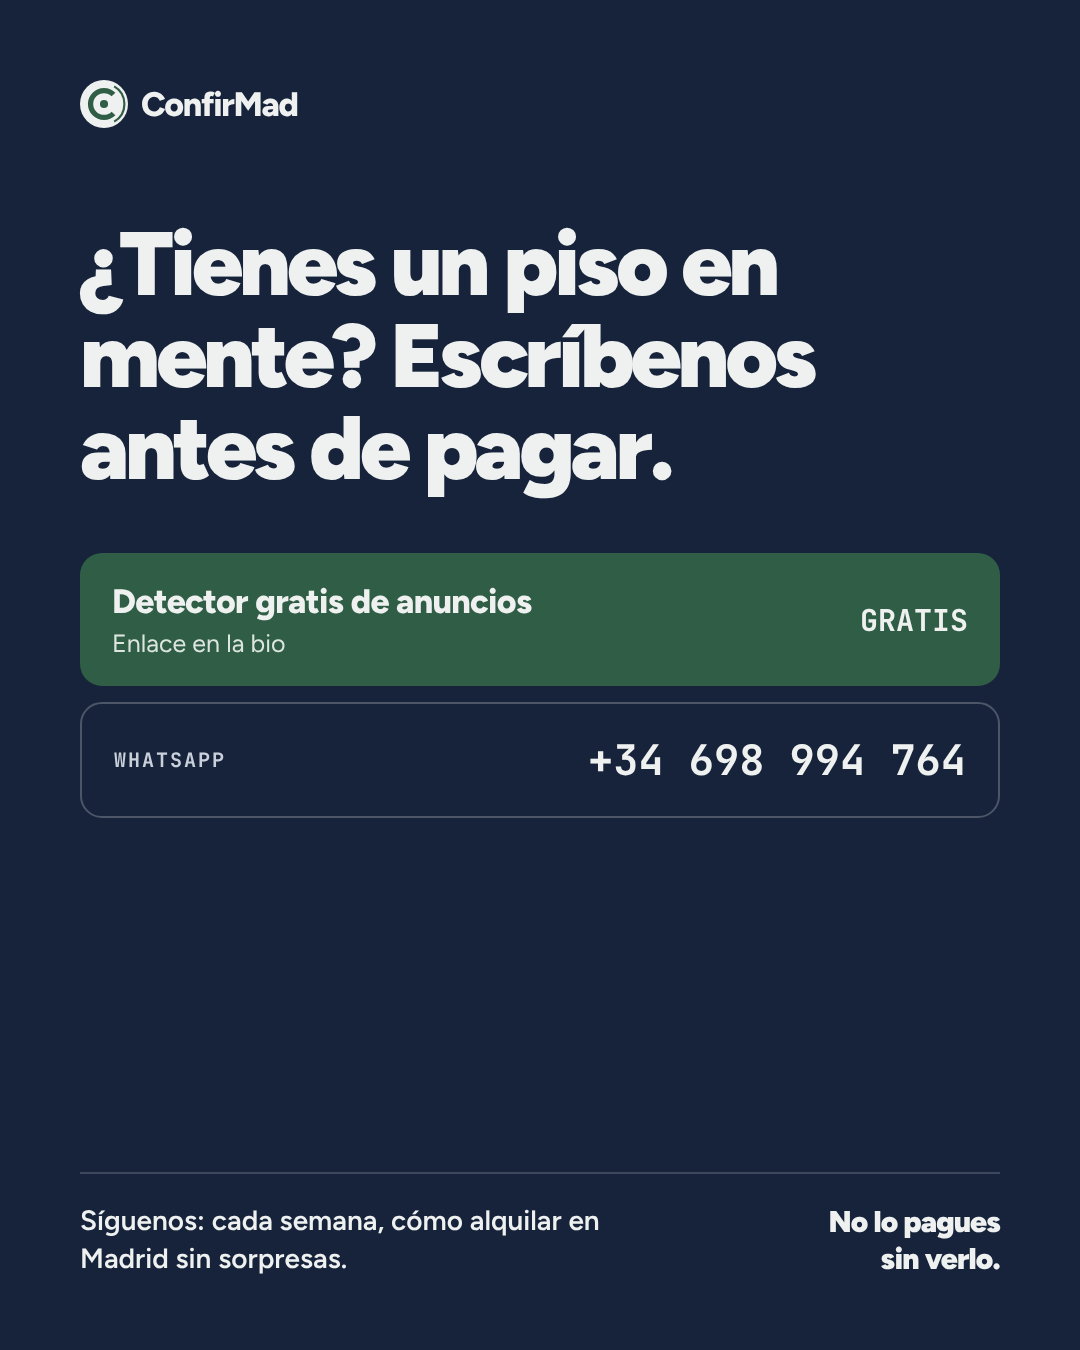 ConfirMad
¿Tienes un piso en
mente? Escríbenos
antes de pagar.
Detector gratis de anuncios
Enlace en la bio
GRATIS
WHATSAPP
+34 698 994 764
Síguenos: cada semana, cómo alquilar en
Madrid sin sorpresas.
No lo pagues
sin verlo.